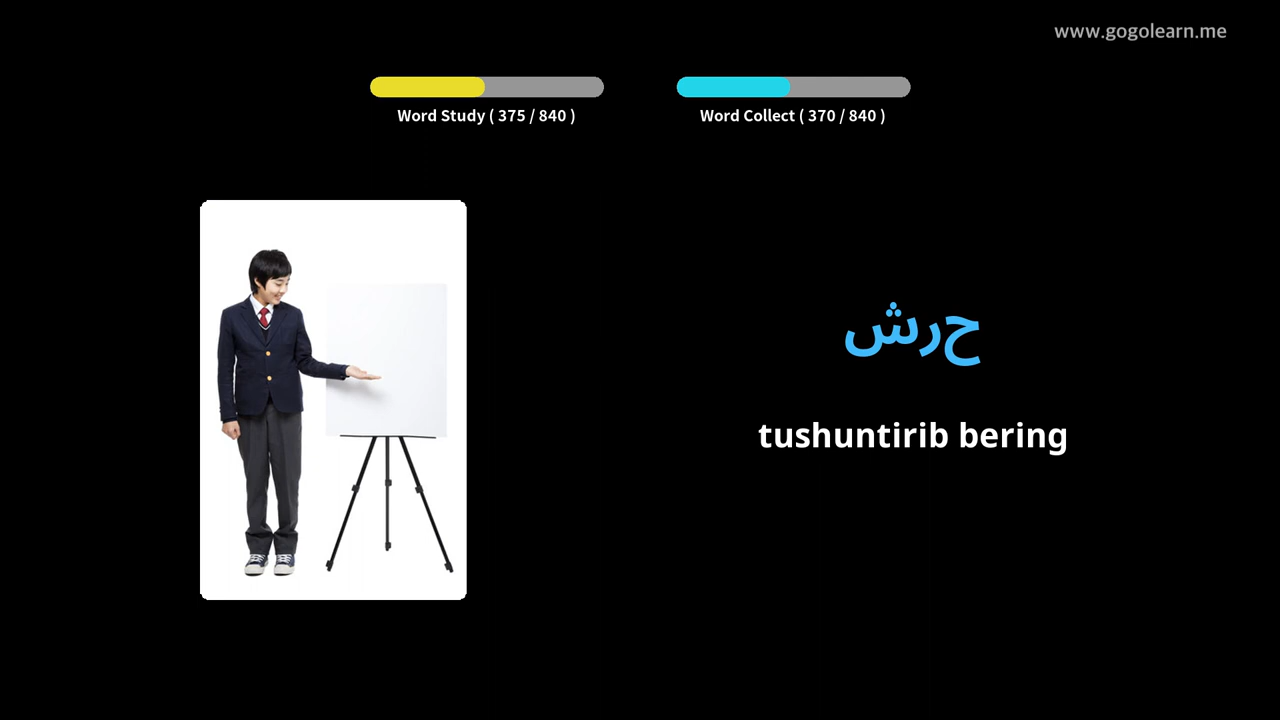 www.gogolearn.me
Word Study ( 375 / 840 )
Word Collect ( 370 / 840 )
حرش
tushuntirib bering